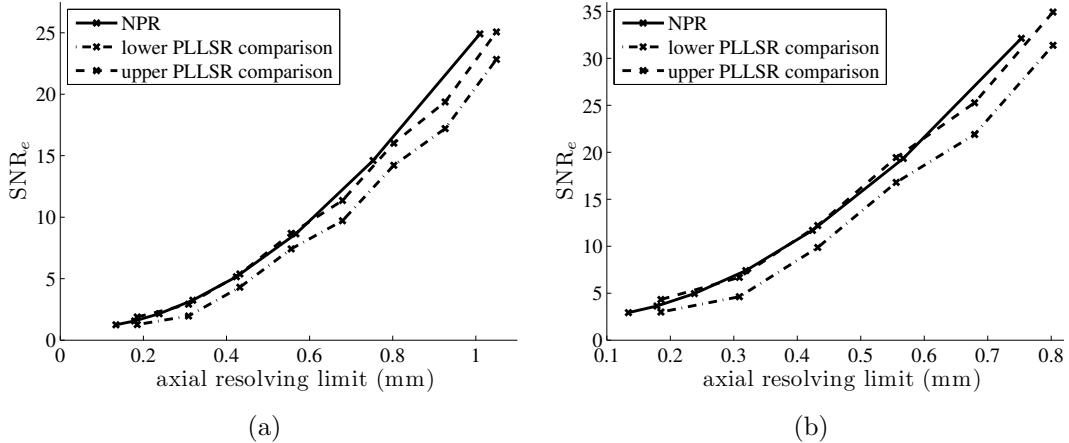 NPR
lower PLLSR comparison
upper PLLSR comparison
25
20
15
10
5
0
SNRe
0 0.2 0.4 0.6 0.8 1
axial resolving limit (mm)
(a)
NPR
lower PLLSR comparison
upper PLLSR comparison
35
30
25
20
15
10
5
0
SNRe
0.1 0.2 0.3 0.4 0.5 0.6 0.7 0.8
axial resolving limit (mm)
(b)